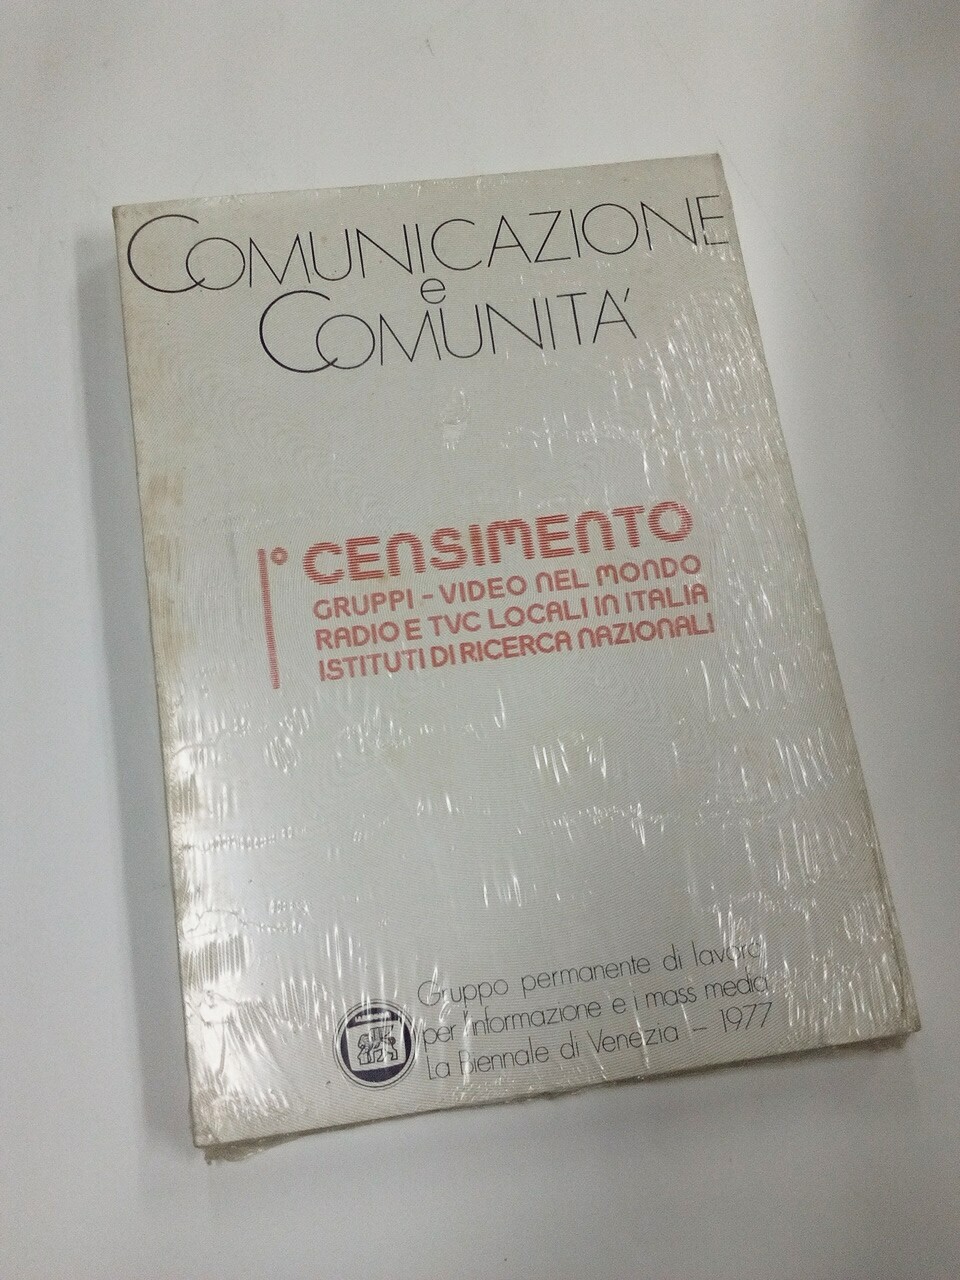 COMUNICAZIONE
e
COMUNITA'
1° CENSIMENTO
GRUPPI - VIDEO NEL MONDO
RADIO E TVC LOCALI IN ITALIA
ISTITUTI DI RICERCA NAZIONALI
Gruppo permanente di lavoro
per l'informazione e i mass media
La Biennale di Venezia - 1977